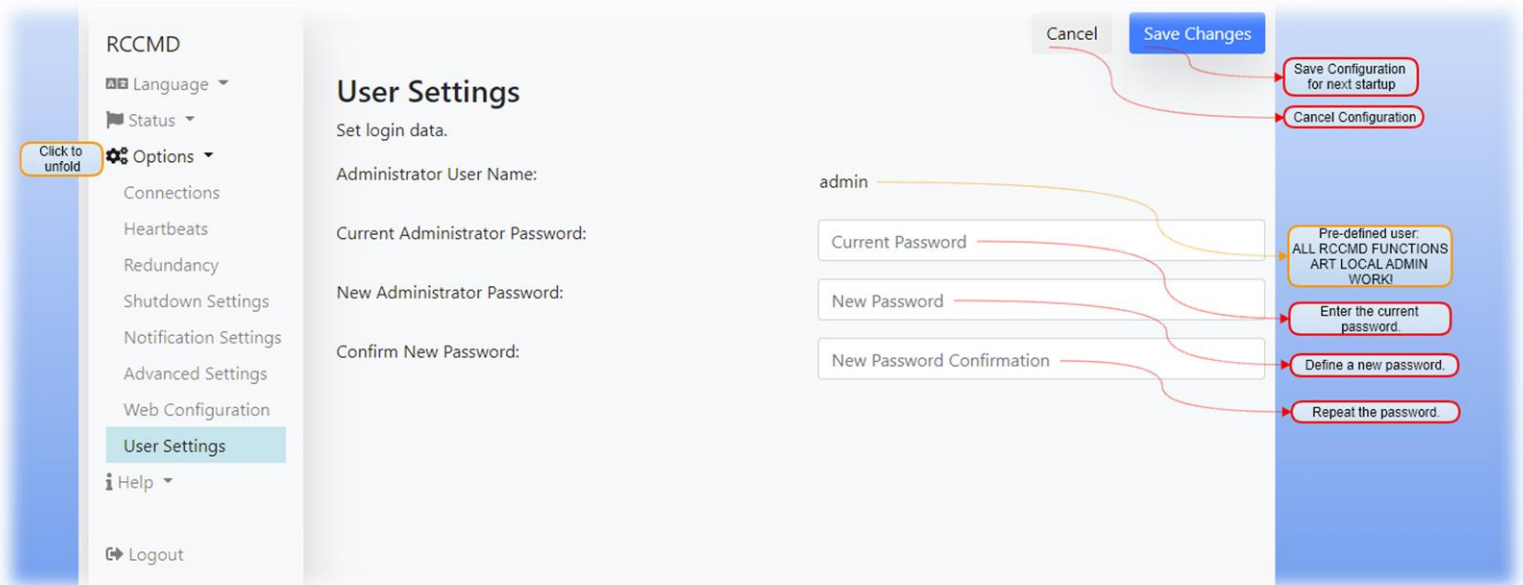 RCCMD
Language
Status
Click to
unfold
Options
Connections
Heartbeats
Redundancy
Shutdown Settings
Notification Settings
Advanced Settings
Web Configuration
User Settings
Help
Logout
Cancel
Save Changes
User Settings
Set login data.
Administrator User Name:
admin
Current Administrator Password:
Current Password
New Administrator Password:
New Password
Confirm New Password:
New Password Confirmation
Save Configuration
for next startup
Cancel Configuration
Pre-defined user:
ALL RCCMD FUNCTIONS
ART LOCAL ADMIN
WORK!
Enter the current
password.
Define a new password.
Repeat the password.